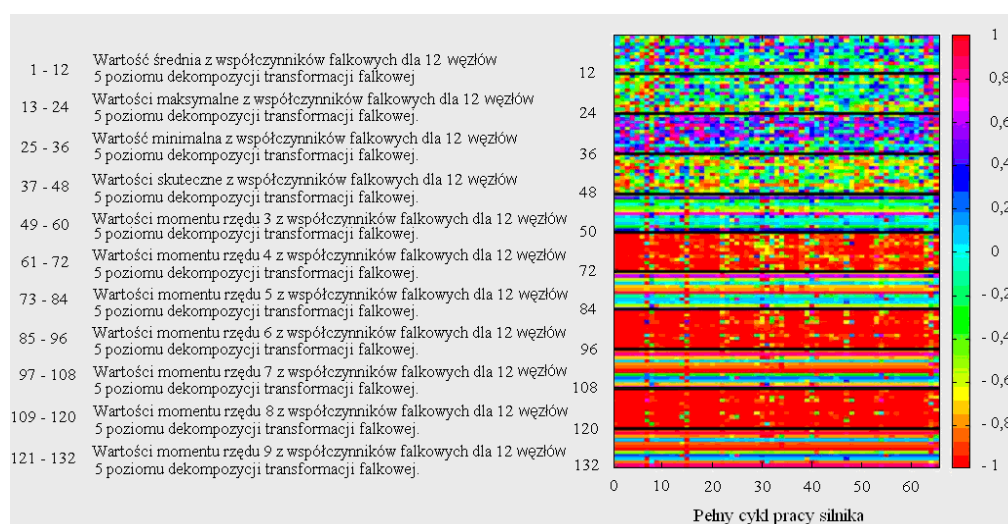 1 - 12 Wartość średnia z współczynników falkowych dla 12 węzłów
5 poziomu dekompozycji transformacji falkowej
13 - 24 Wartości maksymalne z współczynników falkowych dla 12 węzłów
5 poziomu dekompozycji transformacji falkowej.
25 - 36 Wartość minimalna z współczynników falkowych dla 12 węzłów
5 poziomu dekompozycji transformacji falkowej.
37 - 48 Wartości skuteczne z współczynników falkowych dla 12 węzłów
5 poziomu dekompozycji transformacji falkowej.
49 - 60 Wartości momentu rzędu 3 z współczynników falkowych dla 12 węzłów
5 poziomu dekompozycji transformacji falkowej.
61 - 72 Wartości momentu rzędu 4 z współczynników falkowych dla 12 węzłów
5 poziomu dekompozycji transformacji falkowej.
73 - 84 Wartości momentu rzędu 5 z współczynników falkowych dla 12 węzłów
5 poziomu dekompozycji transformacji falkowej.
85 - 96 Wartości momentu rzędu 6 z współczynników falkowych dla 12 węzłów
5 poziomu dekompozycji transformacji falkowej.
97 - 108 Wartości momentu rzędu 7 z współczynników falkowych dla 12 węzłów
5 poziomu dekompozycji transformacji falkowej.
109 - 120 Wartości momentu rzędu 8 z współczynników falkowych dla 12 węzłów
5 poziomu dekompozycji transformacji falkowej.
121 - 132 Wartości momentu rzędu 9 z współczynników falkowych dla 12 węzłów
5 poziomu dekompozycji transformacji falkowej.
12
24
36
48
50
72
84
96
108
120
132
0 10 20 30 40 50 60
Pełny cykl pracy silnika
1
0,8
0,6
0,4
0,2
0
- 0,2
- 0,4
- 0,6
- 0,8
- 1